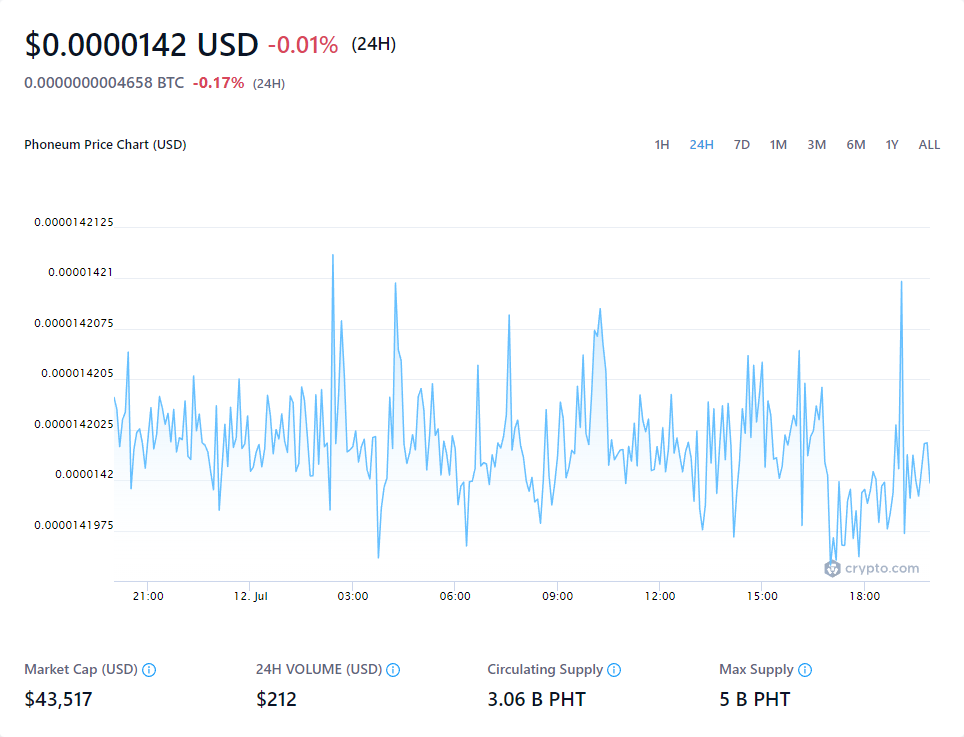 $0.0000142 USD -0.01% (24H)
0.0000000004658 BTC -0.17% (24H)
Phoneum Price Chart (USD)
1H 24H 7D 1M 3M 6M 1Y ALL
0.0000142125
0.00001421
0.0000142075
0.00001205
0.0000142025
0.0000142
0.0000141975
crypto.com
21:00 12. Jul 03:00 06:00 09:00 12:00 15:00 18:00
Market Cap (USD) 24H VOLUME (USD) Circulating Supply Max Supply
$43,517 $212 3.06 B PHT 5 B PHT